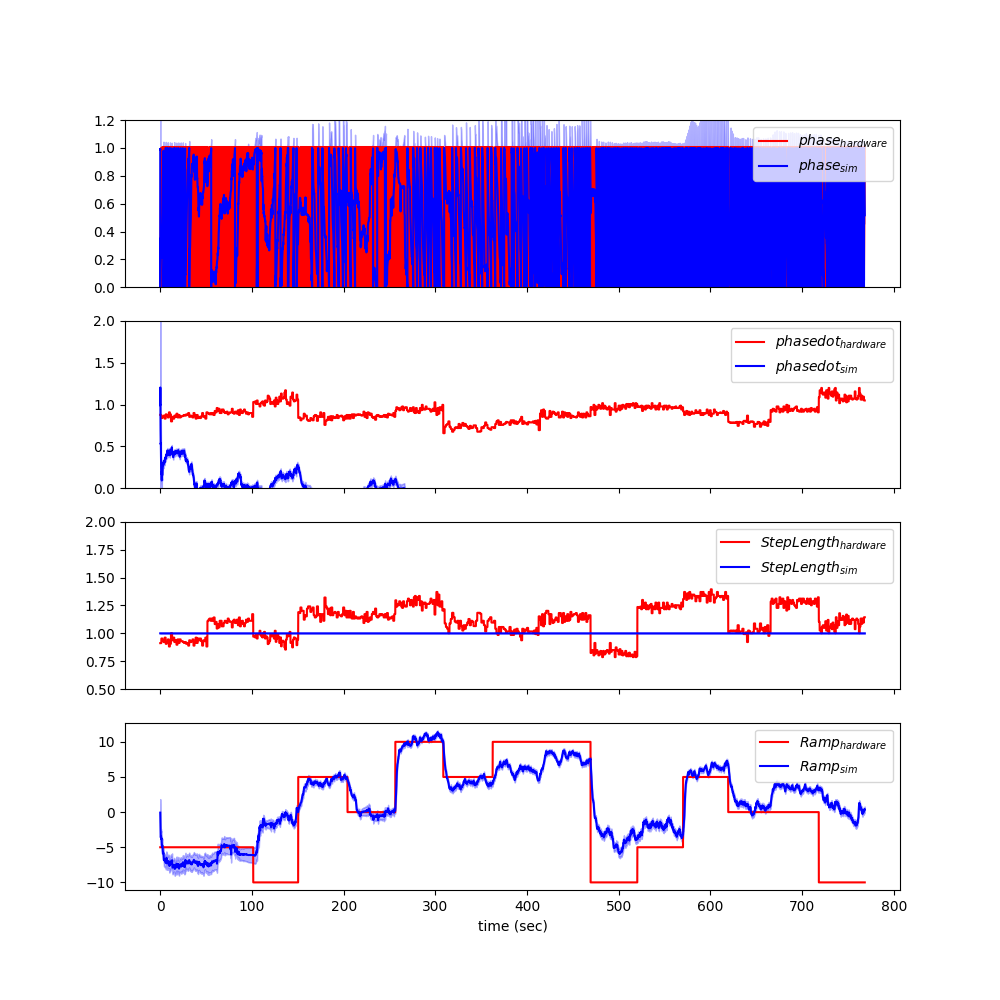 1.2
1.0
0.8
0.6
0.4
0.2
0.0
phase_hardware
phase_sim
2.0
1.5
1.0
0.5
0.0
phasedot_hardware
phasedot_sim
2.00
1.75
1.50
1.25
1.00
0.75
0.50
StepLength_hardware
StepLength_sim
10
5
0
−5
−10
Ramp_hardware
Ramp_sim
0 100 200 300 400 500 600 700 800
time (sec)